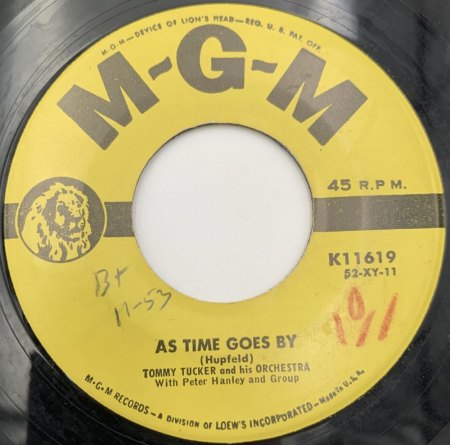 M-G-M—DEVICE OF LION'S HEAD—REG. U.S. PAT. OFF.
M-G-M
45 R.P.M.
K11619
52-XY-11
B+
11-53
AS TIME GOES BY
(Hupfeld)
TOMMY TUCKER and his ORCHESTRA
With Peter Hanley and Group
M-G-M RECORDS—A DIVISION OF LOEW'S INCORPORATED—Made in U.S.A.